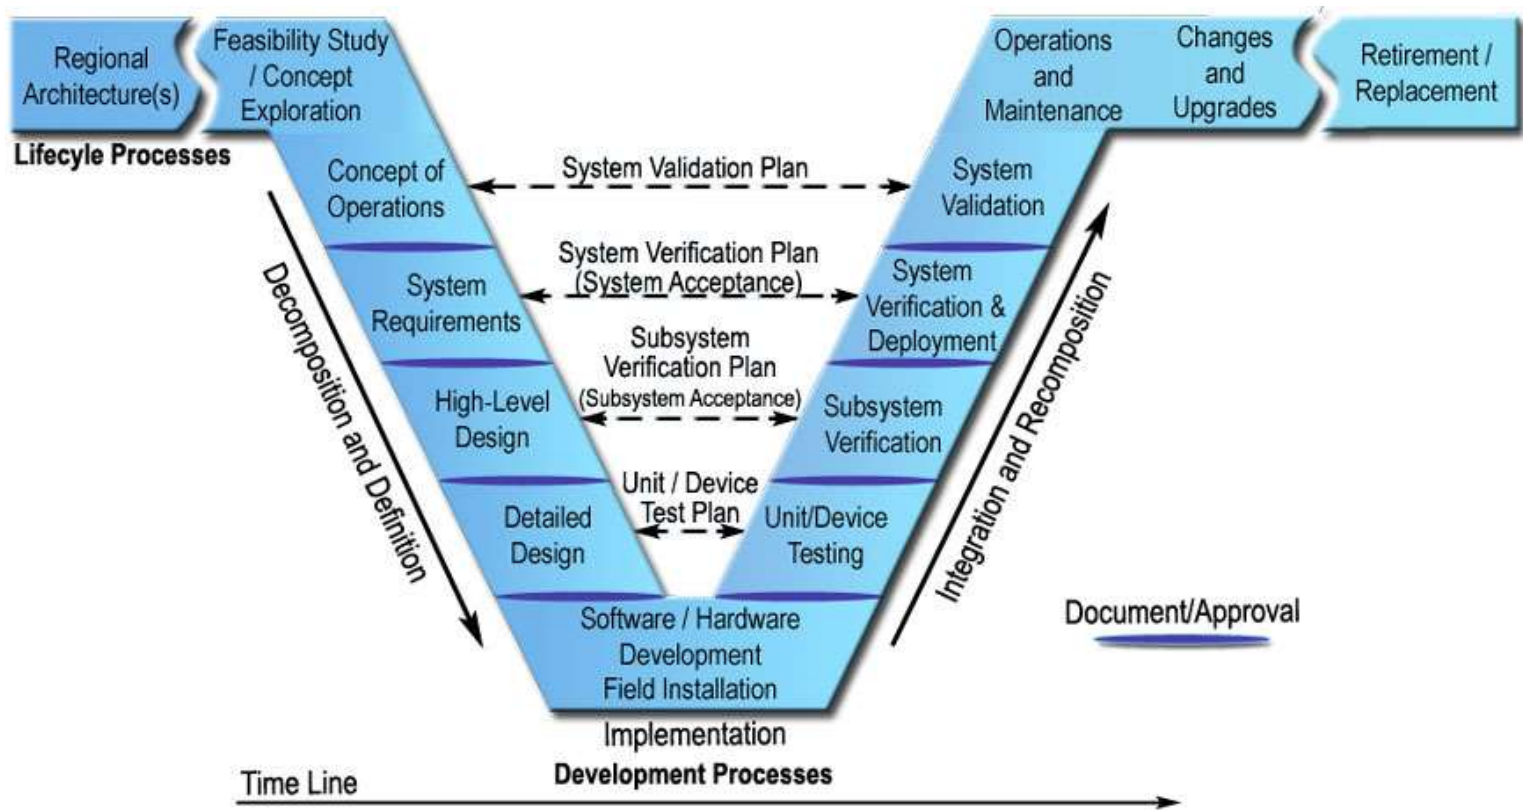 Regional
Architecture(s)
Feasibility Study
/ Concept
Exploration
Operations
and
Maintenance
Changes
and
Upgrades
Retirement /
Replacement
Lifecyle Processes
Concept of
Operations
System Validation Plan
System
Validation
System
Requirements
System Verification Plan
(System Acceptance)
System
Verification &
Deployment
High-Level
Design
Subsystem
Verification Plan
(Subsystem Acceptance)
Subsystem
Verification
Detailed
Design
Unit / Device
Test Plan
Unit/Device
Testing
Decomposition and Definition
Integration and Recomposition
Software / Hardware
Development
Field Installation
Document/Approval
Implementation
Development Processes
Time Line